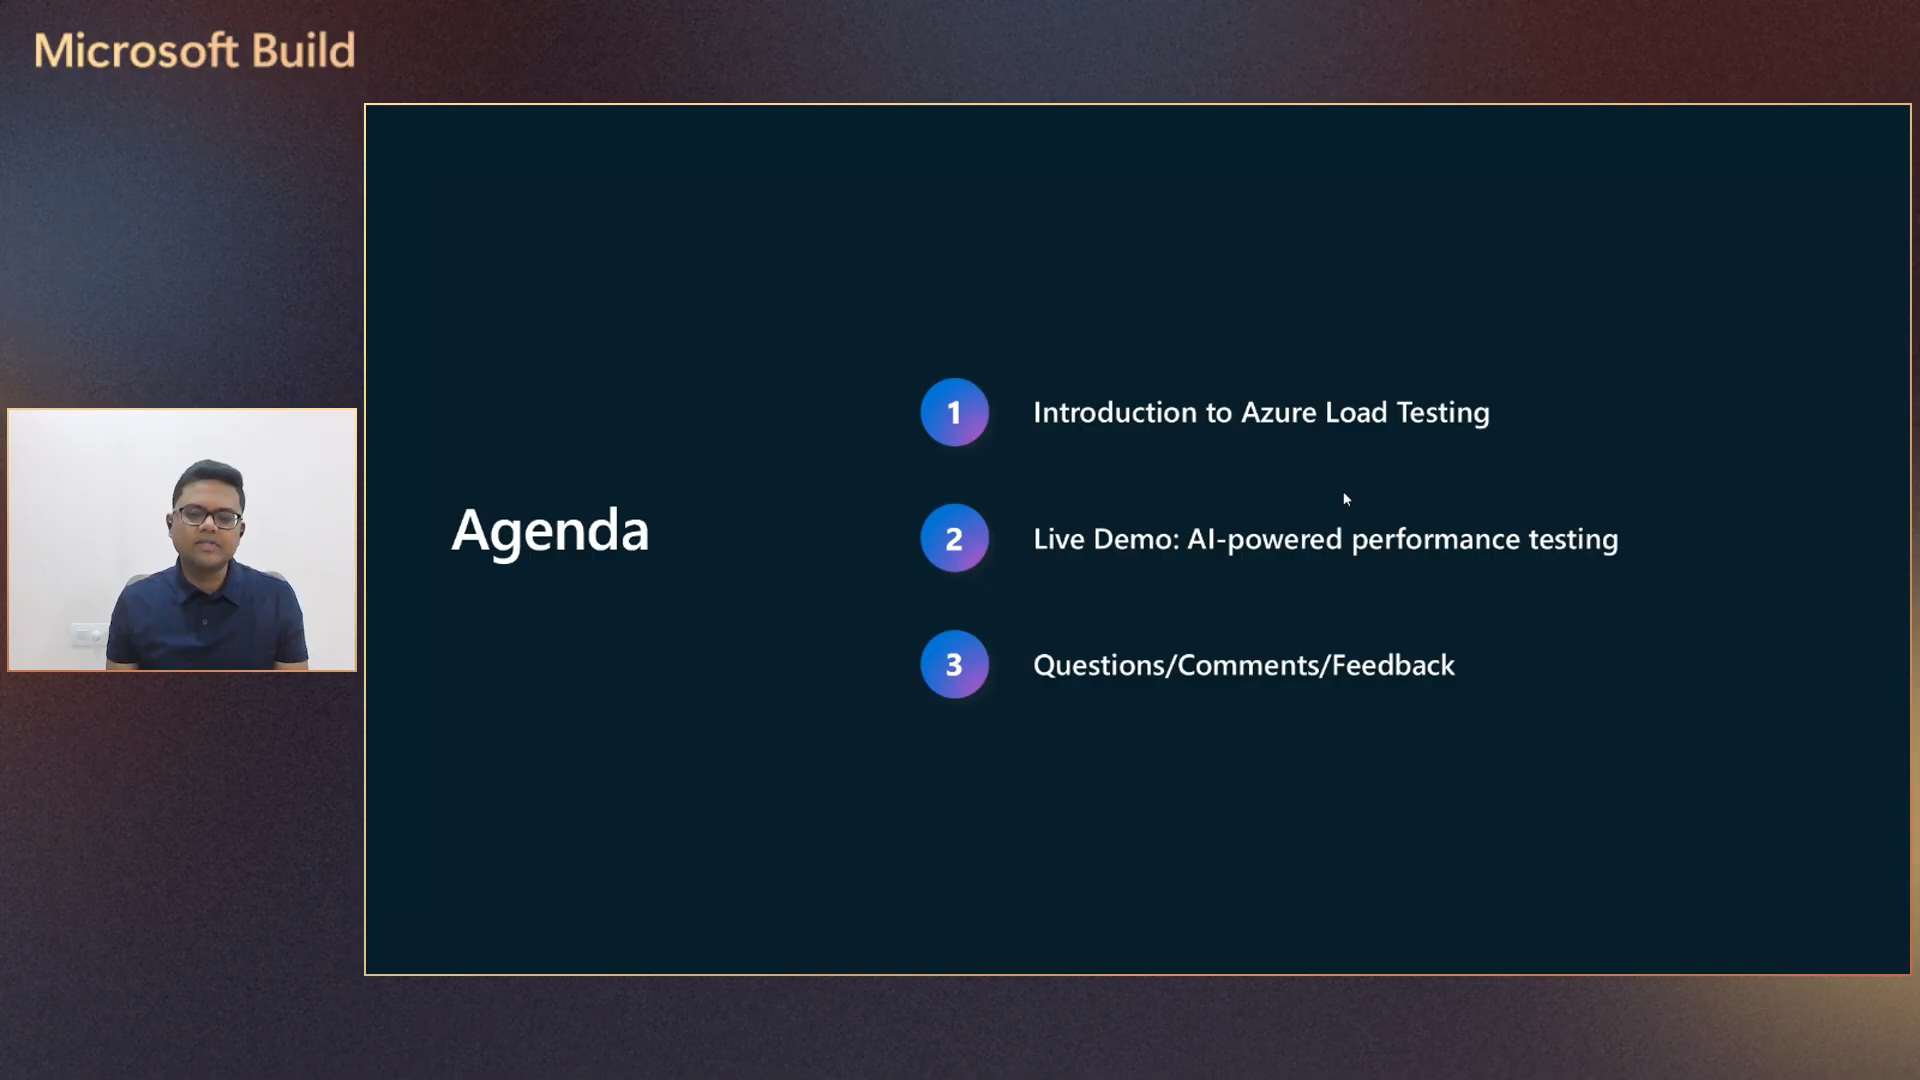 Microsoft Build
Agenda
1 Introduction to Azure Load Testing
2 Live Demo: AI-powered performance testing
3 Questions/Comments/Feedback